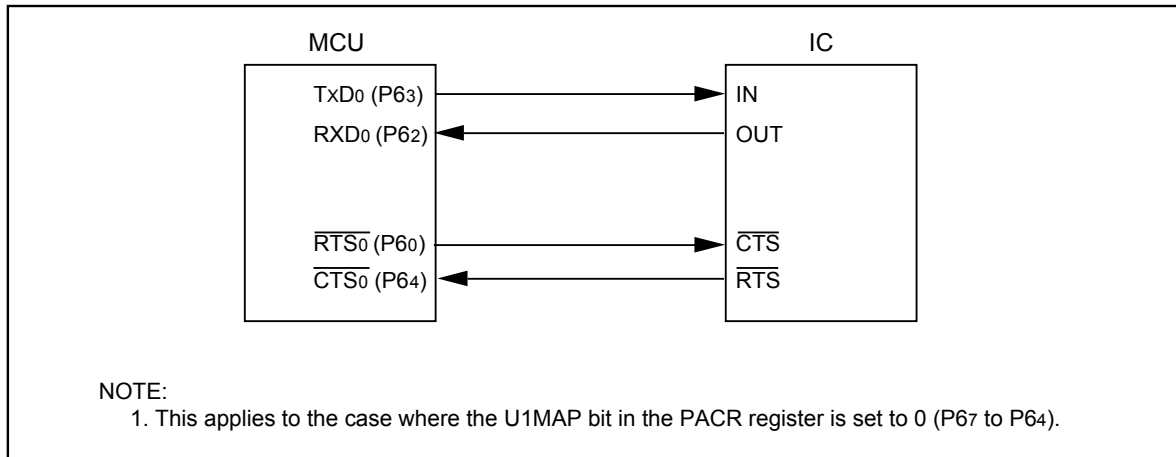 MCU
IC
TxD0 (P63)
IN
RXD0 (P62)
OUT
RTS0 (P60)
CTS
CTS0 (P64)
RTS
NOTE:
1. This applies to the case where the U1MAP bit in the PACR register is set to 0 (P67 to P64).